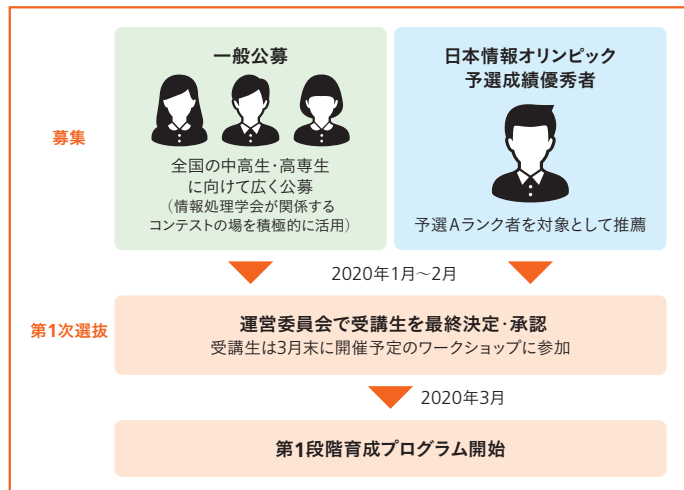 募集
一般公募
全国の中高生・高専生
に向けて広く公募
（情報処理学会が関係する
コンテストの場を積極的に活用）
日本情報オリンピック
予選成績優秀者
予選Aランク者を対象として推薦
2020年1月〜2月
第1次選抜
運営委員会で受講生を最終決定・承認
受講生は3月末に開催予定のワークショップに参加
2020年3月
第1段階育成プログラム開始